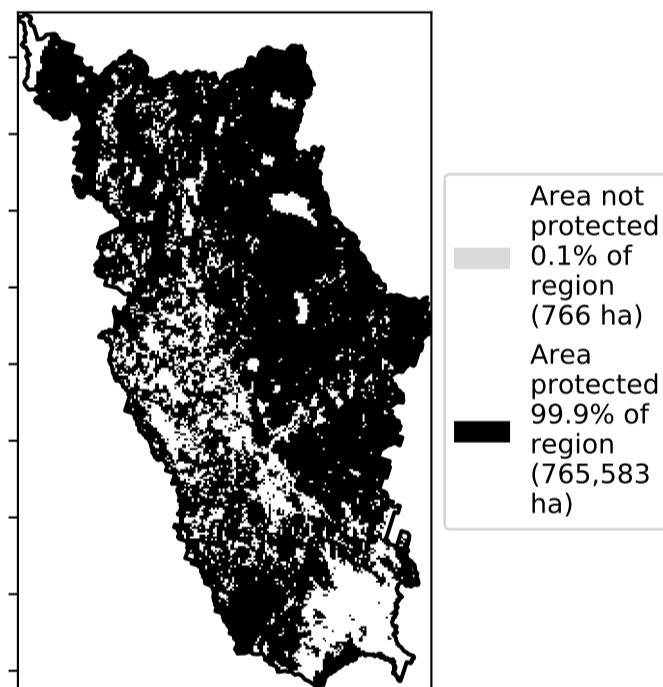 Area not
protected
0.1% of
region
(766 ha)
Area
protected
99.9% of
region
(765,583
ha)